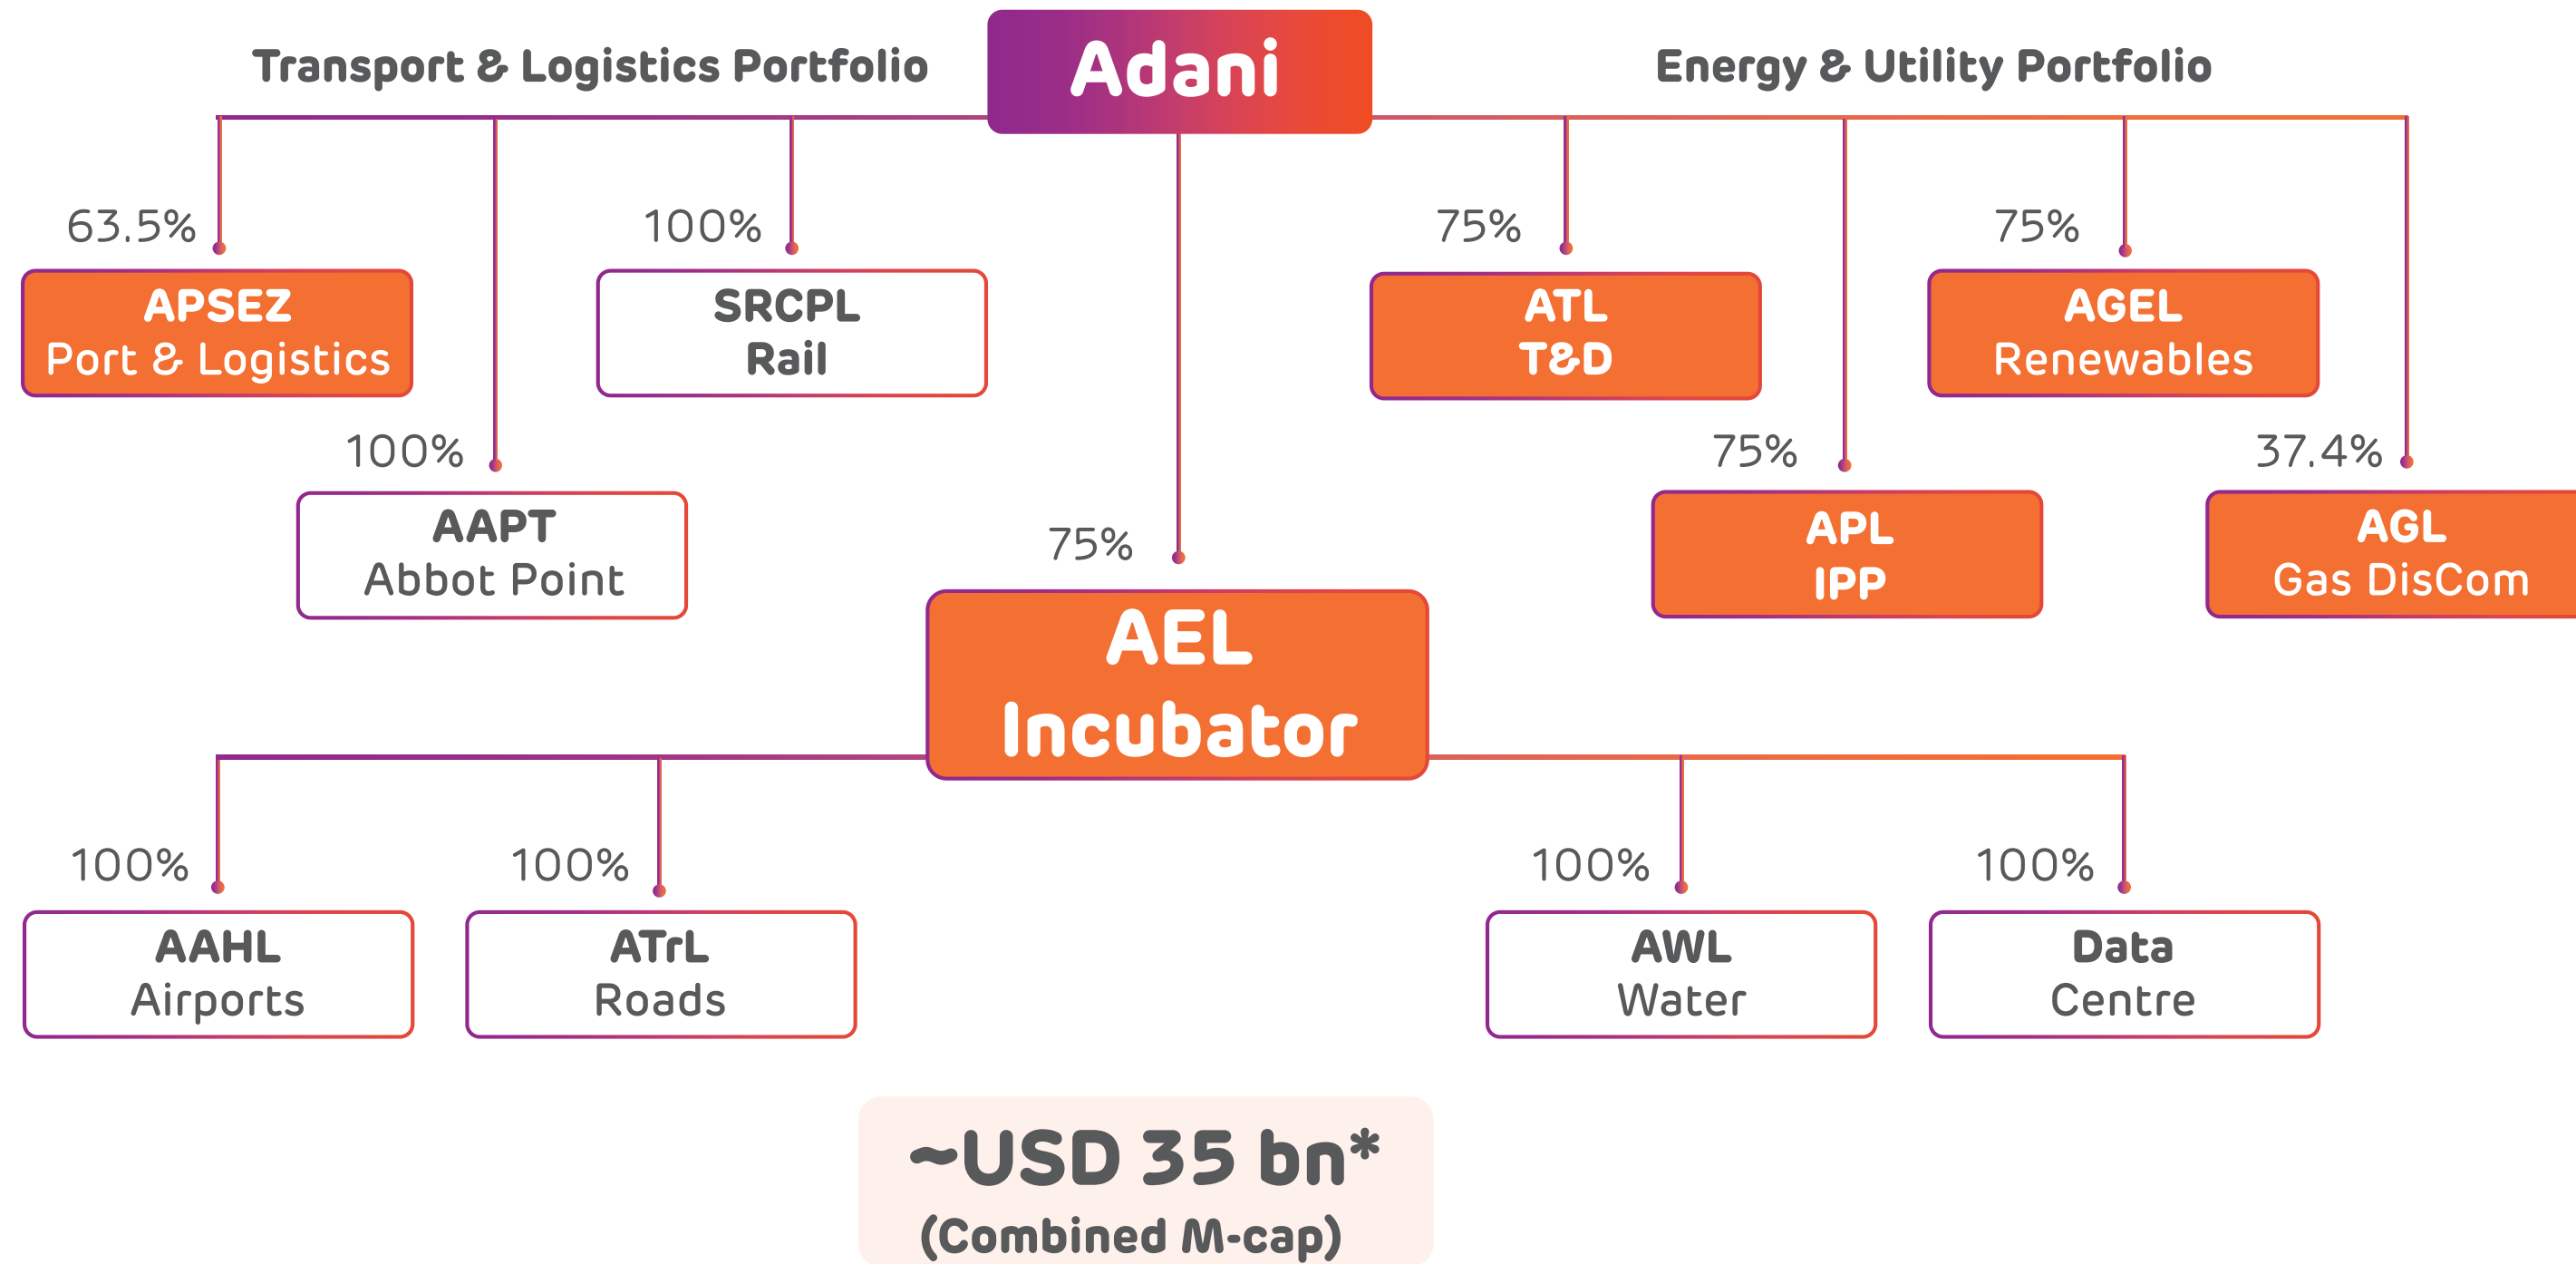 Adani
Transport & Logistics Portfolio
Energy & Utility Portfolio
63.5%
APSEZ
Port & Logistics
100%
AAPT
Abbot Point
100%
SRCPL
Rail
75%
AEL
Incubator
75%
ATL
T&D
75%
APL
IPP
75%
AGEL
Renewables
37.4%
AGL
Gas DisCom
100%
AAHL
Airports
100%
ATrL
Roads
100%
AWL
Water
100%
Data
Centre
~USD 35 bn*
(Combined M-cap)